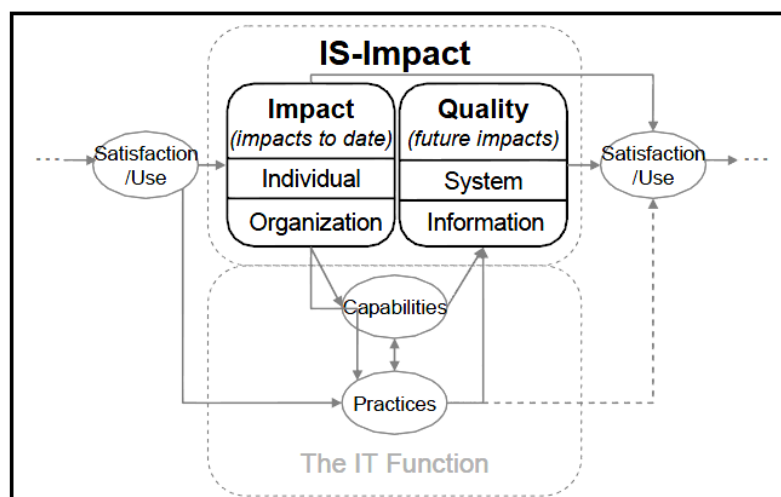 IS-Impact
Impact
(impacts to date)
Individual
Organization
Quality
(future impacts)
System
Information
Satisfaction
/Use
Satisfaction
/Use
Capabilities
Practices
The IT Function